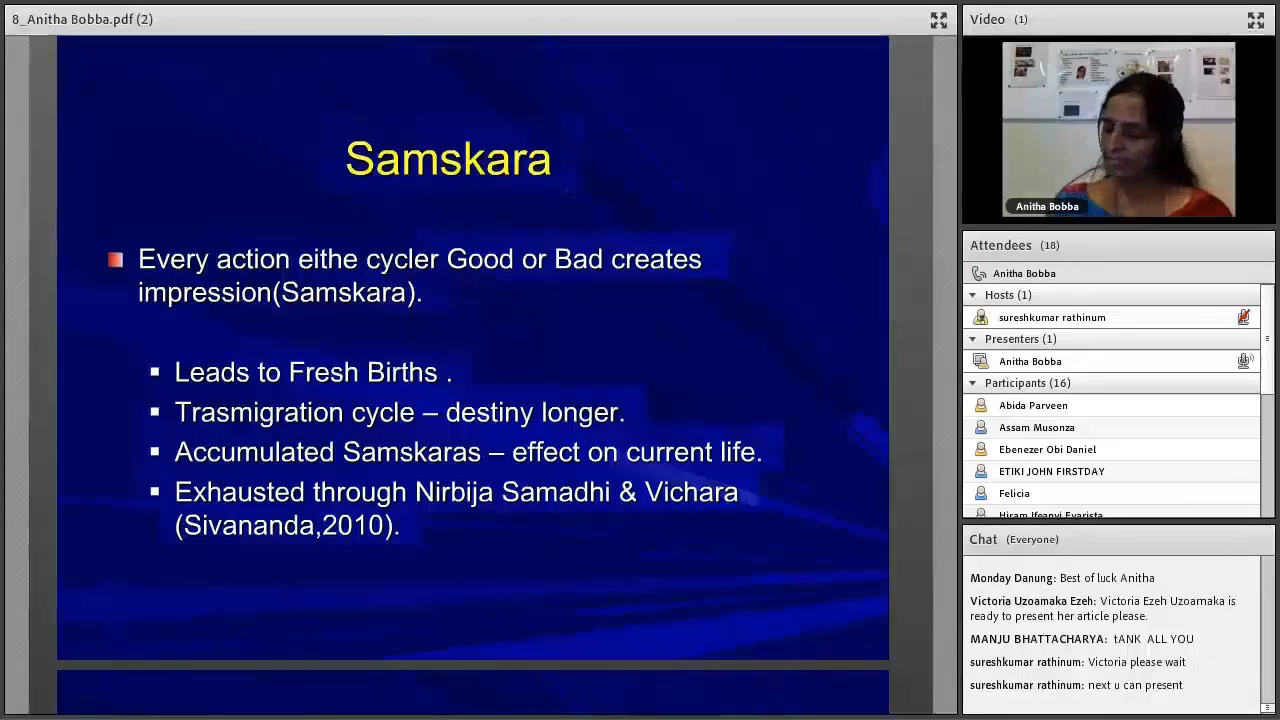 8_Anitha Bobba.pdf (2)
Samskara
Every action eithe cycler Good or Bad creates
impression(Samskara).
Leads to Fresh Births .
Trasmigration cycle – destiny longer.
Accumulated Samskaras – effect on current life.
Exhausted through Nirbija Samadhi & Vichara
(Sivananda,2010).
Video (1)
Anitha Bobba
Attendees (18)
Anitha Bobba
Hosts (1)
sureshkumar rathinum
Presenters (1)
Anitha Bobba
Participants (16)
Abida Parveen
Assam Musonza
Ebenezer Obi Daniel
ETIKI JOHN FIRSTDAY
Felicia
Hiram Ifeanyi Evarista
Chat (Everyone)
Monday Danung: Best of luck Anitha
Victoria Uzoamaka Ezeh: Victoria Ezeh Uzoamaka is
ready to present her article please.
MANJU BHATTACHARYA: tANK ALL YOU
sureshkumar rathinum: Victoria please wait
sureshkumar rathinum: next u can present